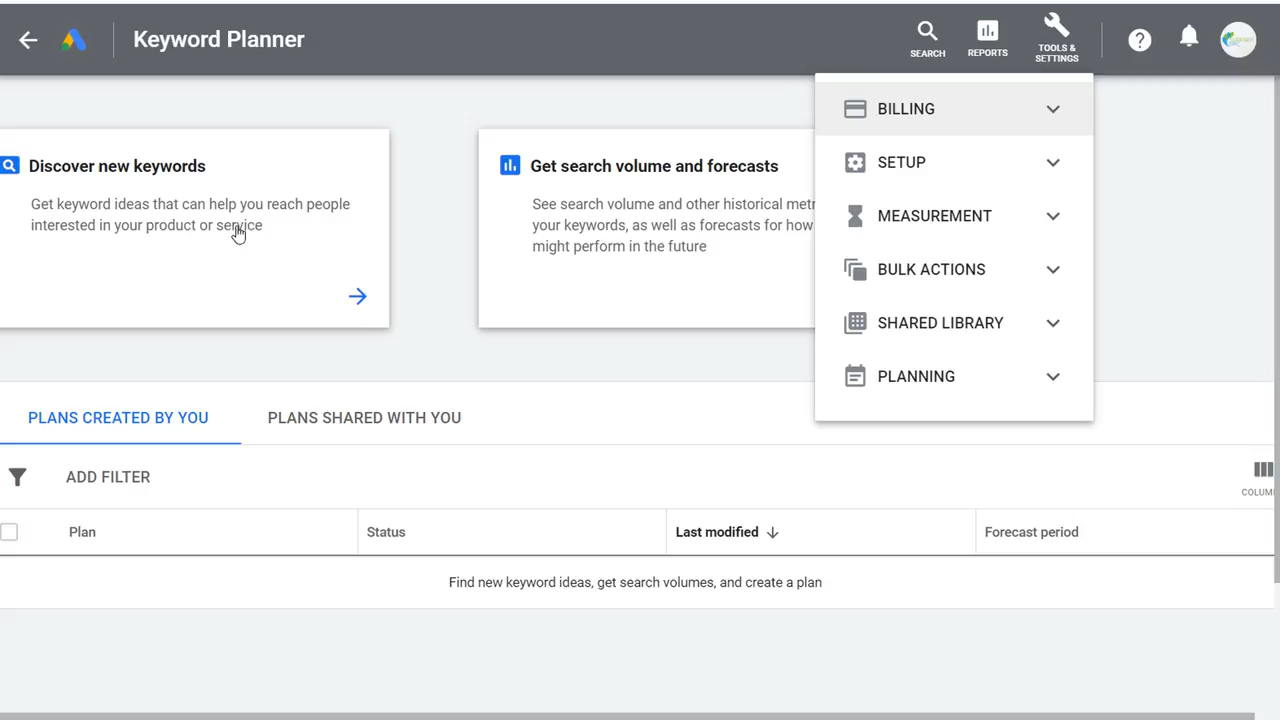 Keyword Planner
SEARCH
REPORTS
TOOLS &
SETTINGS
BILLING
SETUP
MEASUREMENT
BULK ACTIONS
SHARED LIBRARY
PLANNING
Discover new keywords
Get keyword ideas that can help you reach people
interested in your product or service
Get search volume and forecasts
See search volume and other historical metr
your keywords, as well as forecasts for how
might perform in the future
PLANS CREATED BY YOU
PLANS SHARED WITH YOU
ADD FILTER
COLUM
Plan
Status
Last modified
Forecast period
Find new keyword ideas, get search volumes, and create a plan